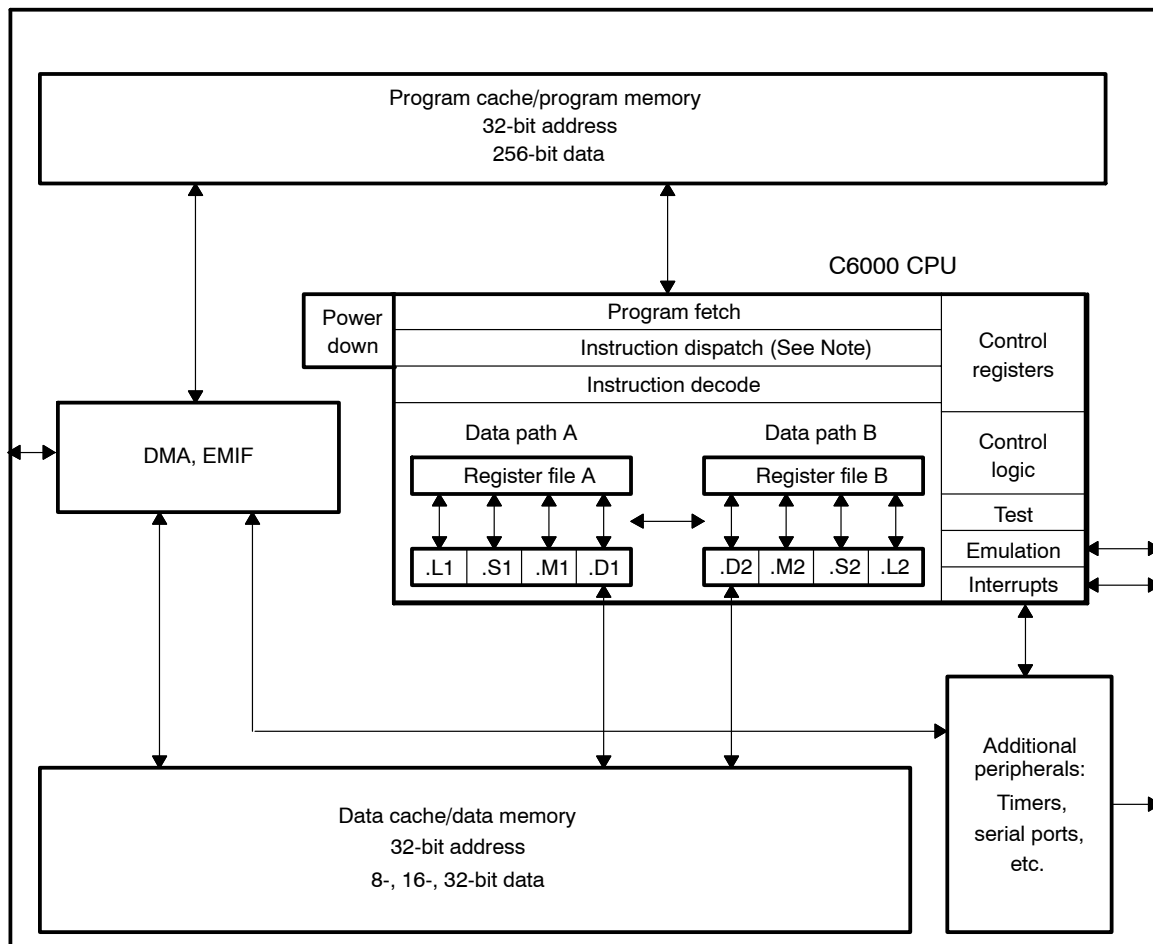 Program cache/program memory
32-bit address
256-bit data
C6000 CPU
Power
down
Program fetch
Instruction dispatch (See Note)
Instruction decode
Control
registers
DMA, EMIF
Data path A
Register file A
.L1 .S1 .M1 .D1
Data path B
Register file B
.D2 .M2 .S2 .L2
Control
logic
Test
Emulation
Interrupts
Data cache/data memory
32-bit address
8-, 16-, 32-bit data
Additional
peripherals:
Timers,
serial ports,
etc.